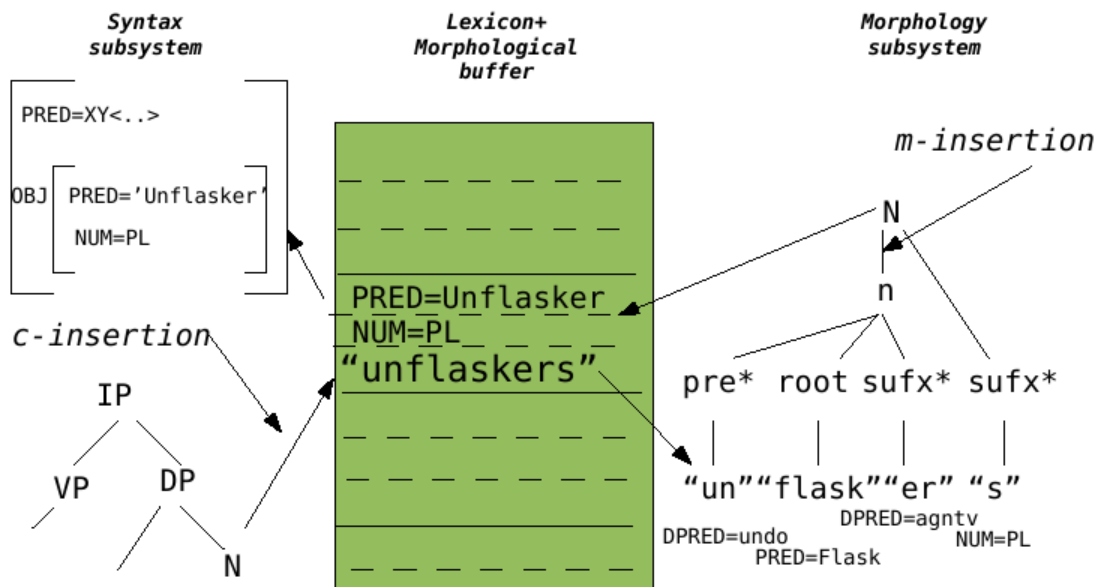 Syntax
subsystem
Lexicon+
Morphological
buffer
Morphology
subsystem
PRED=XY<..>
OBJ
PRED='Unflasker'
NUM=PL
c-insertion
IP
VP
DP
N
PRED=Unflasker
NUM=PL
“unflaskers”
m-insertion
N
n
pre* root sufx* sufx*
“un”“flask”“er” “s”
DPRED=agntv
DPRED=undo
NUM=PL
PRED=Flask